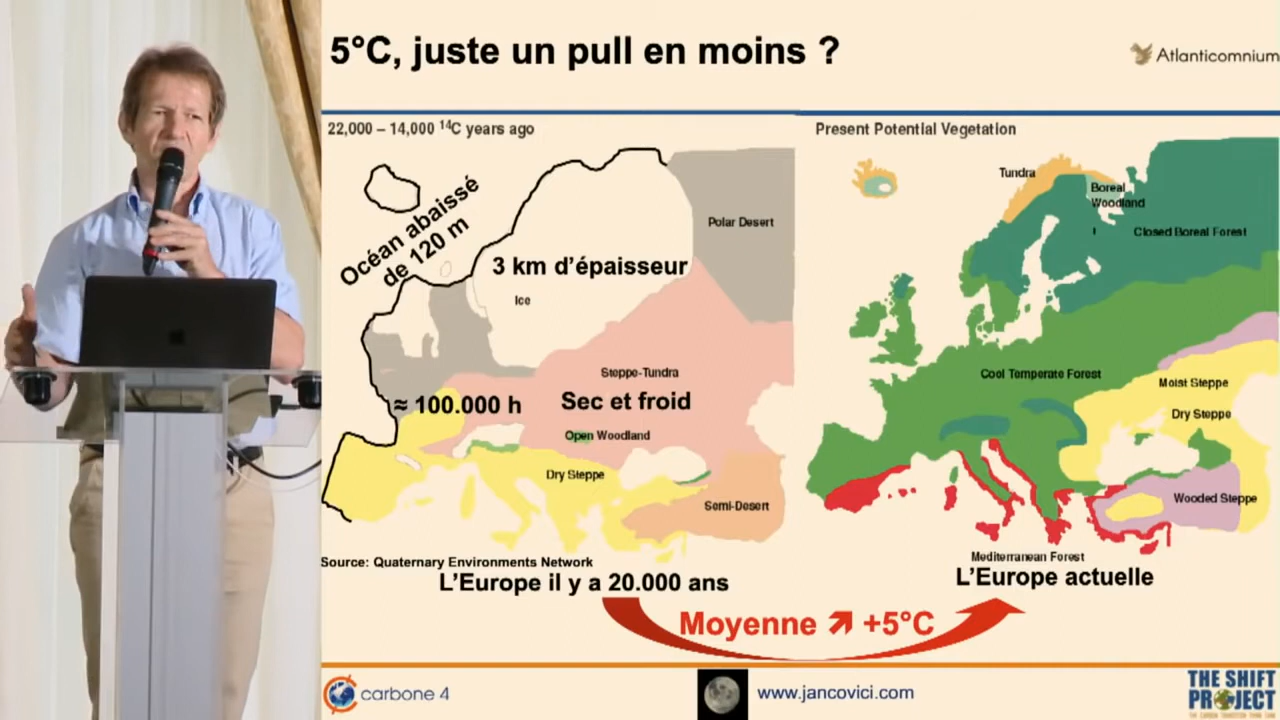 5°C, juste un pull en moins ?
Atlanticomnium
22,000 – 14,000 ¹⁴C years ago
Present Potential Vegetation
Océan abaissé
de 120 m
Polar Desert
3 km d'épaisseur
Ice
Steppe-Tundra
≈ 100.000 h
Sec et froid
Open Woodland
Dry Steppe
Semi-Desert
Tundra
Boreal
Woodland
Closed Boreal Forest
Cool Temperate Forest
Moist Steppe
Dry Steppe
Wooded Steppe
Mediterranean Forest
Source: Quaternary Environments Network
L'Europe il y a 20.000 ans
L'Europe actuelle
Moyenne ↗ +5°C
carbone 4
www.jancovici.com
THE SHIFT
PROJECT